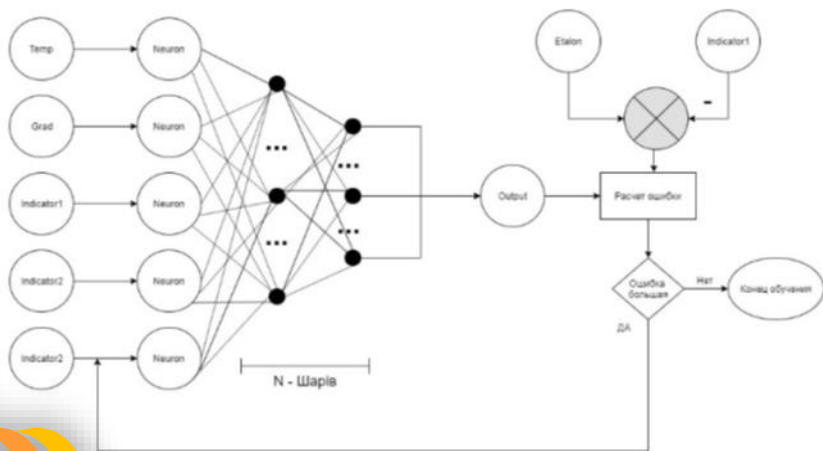 Temp
Neuron
Etalon
Indicator1
-
Grad
Neuron
...
...
Indicator1
Neuron
Output
Расчет ошибки
...
...
Indicator2
Neuron
Ошибка
большая
Нет
Конец обучения
ДА
Indicator2
Neuron
N - Шарів